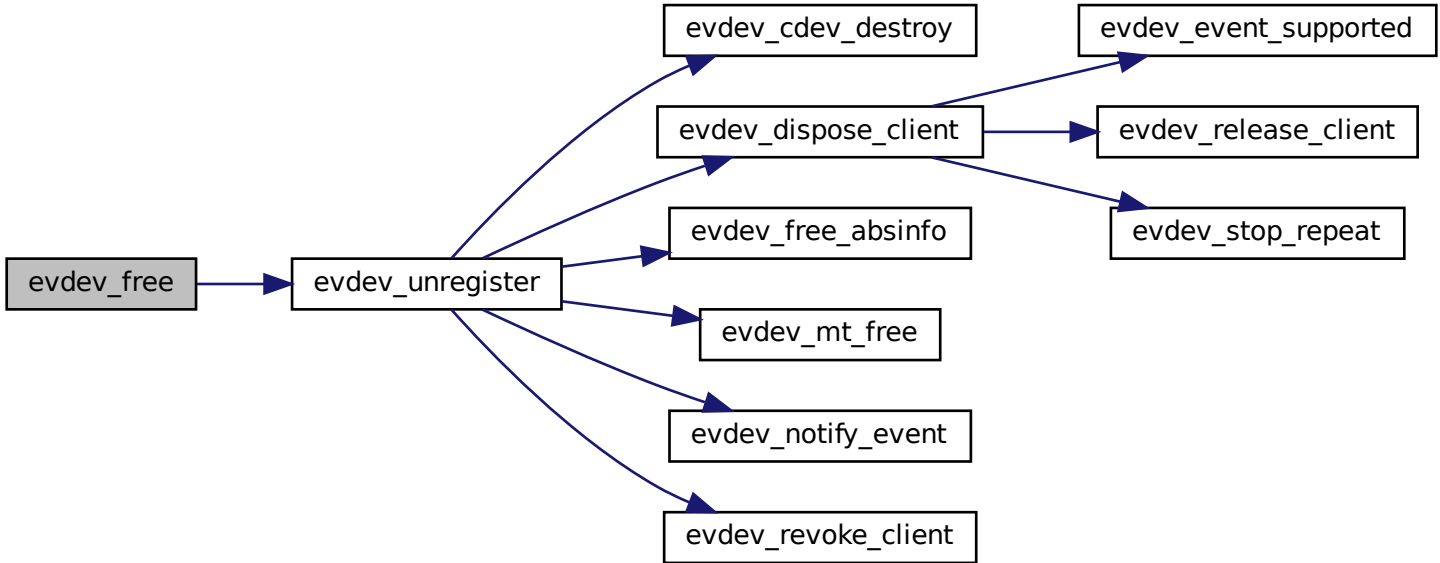 evdev_free
evdev_unregister
evdev_cdev_destroy
evdev_dispose_client
evdev_free_absinfo
evdev_mt_free
evdev_notify_event
evdev_revoke_client
evdev_event_supported
evdev_release_client
evdev_stop_repeat